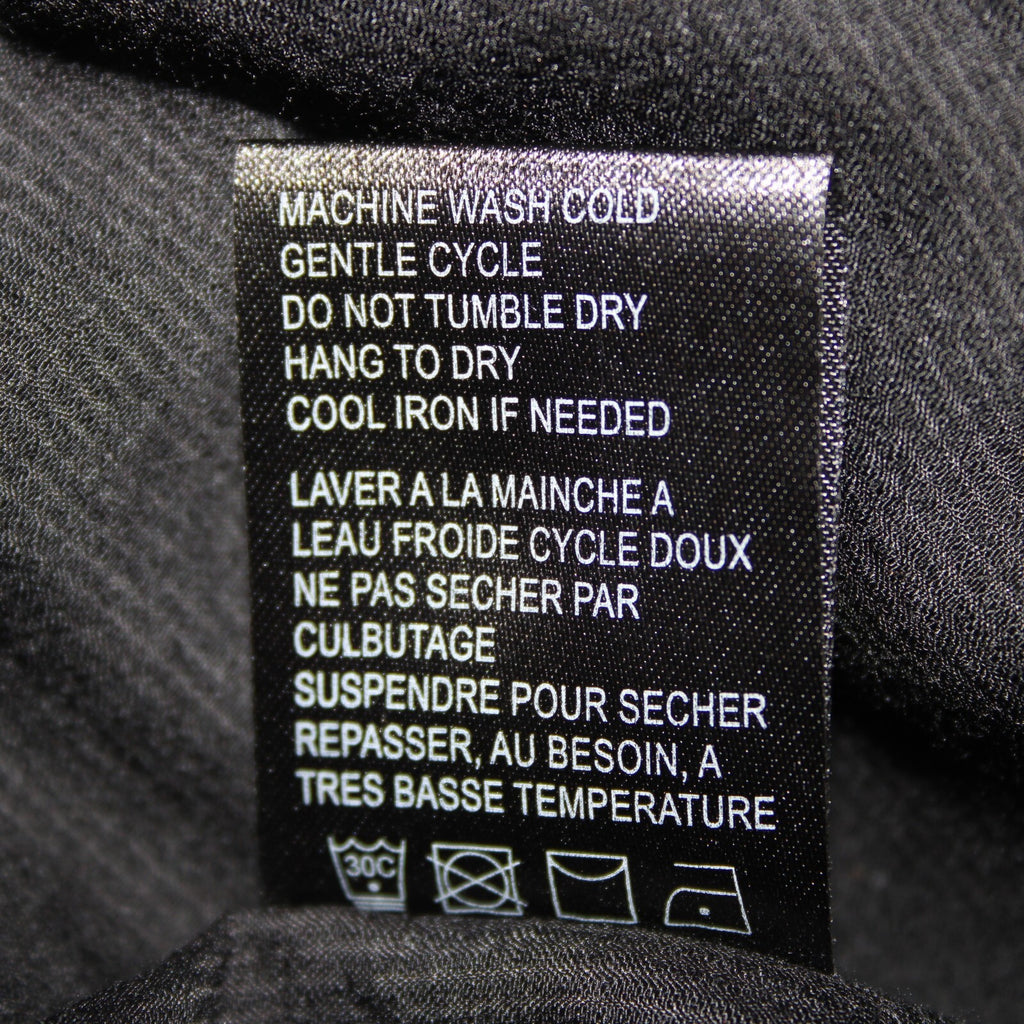 MACHINE WASH COLD
GENTLE CYCLE
DO NOT TUMBLE DRY
HANG TO DRY
COOL IRON IF NEEDED
LAVER A LA MAINCHE A
LEAU FROIDE CYCLE DOUX
NE PAS SECHER PAR
CULBUTAGE
SUSPENDRE POUR SECHER
REPASSER, AU BESOIN, A
TRES BASSE TEMPERATURE
30C